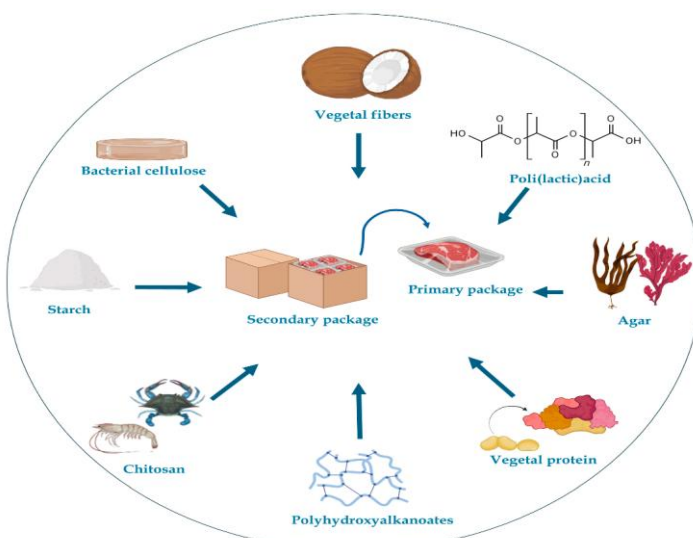 Vegetal fibers
HO
O
O
O
O
O
OH
n
Poli(lactic)acid
Bacterial cellulose
Starch
Secondary package
Primary package
Agar
Chitosan
Vegetal protein
Polyhydroxyalkanoates